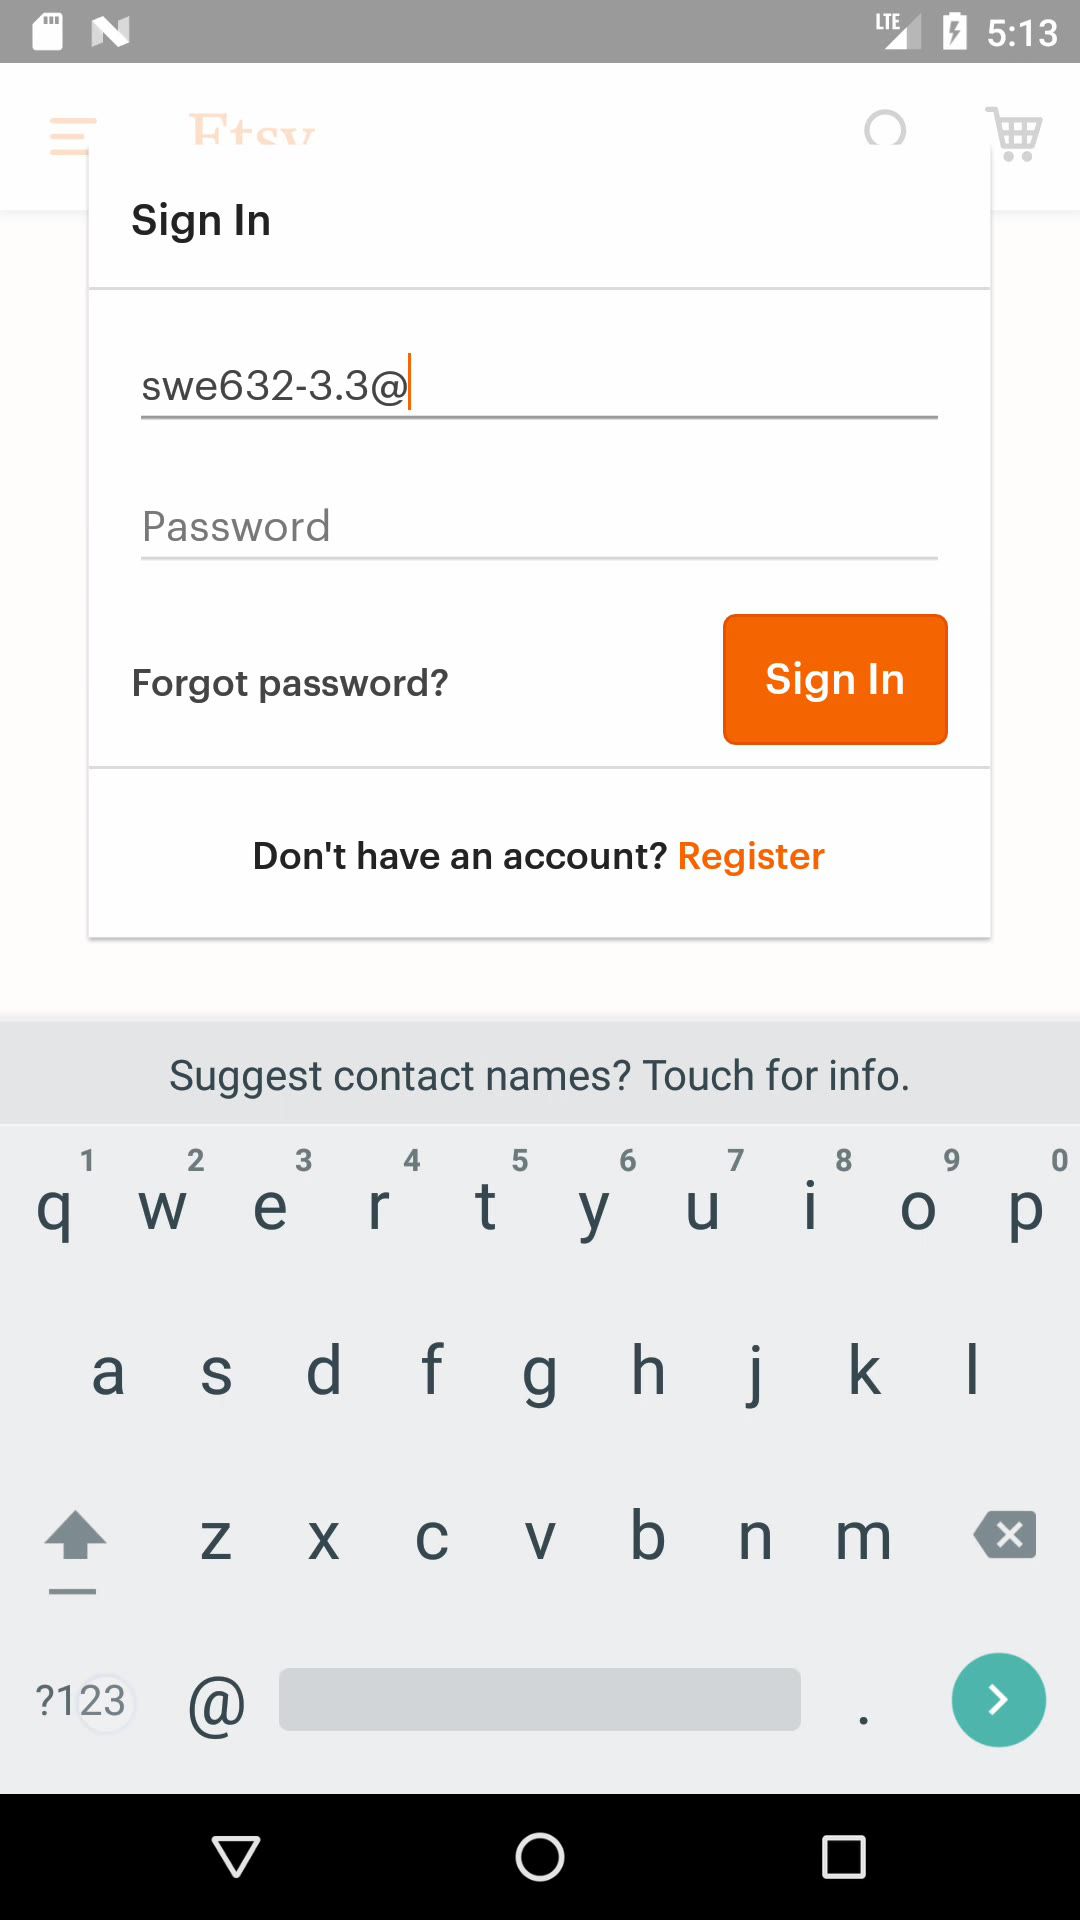 LTE 5:13
Etsy
Sign In
swe632-3.3@
Password
Forgot password?
Sign In
Don't have an account? Register
Suggest contact names? Touch for info.
1 2 3 4 5 6 7 8 9 0
q w e r t y u i o p
a s d f g h j k l
z x c v b n m
?123 @ .